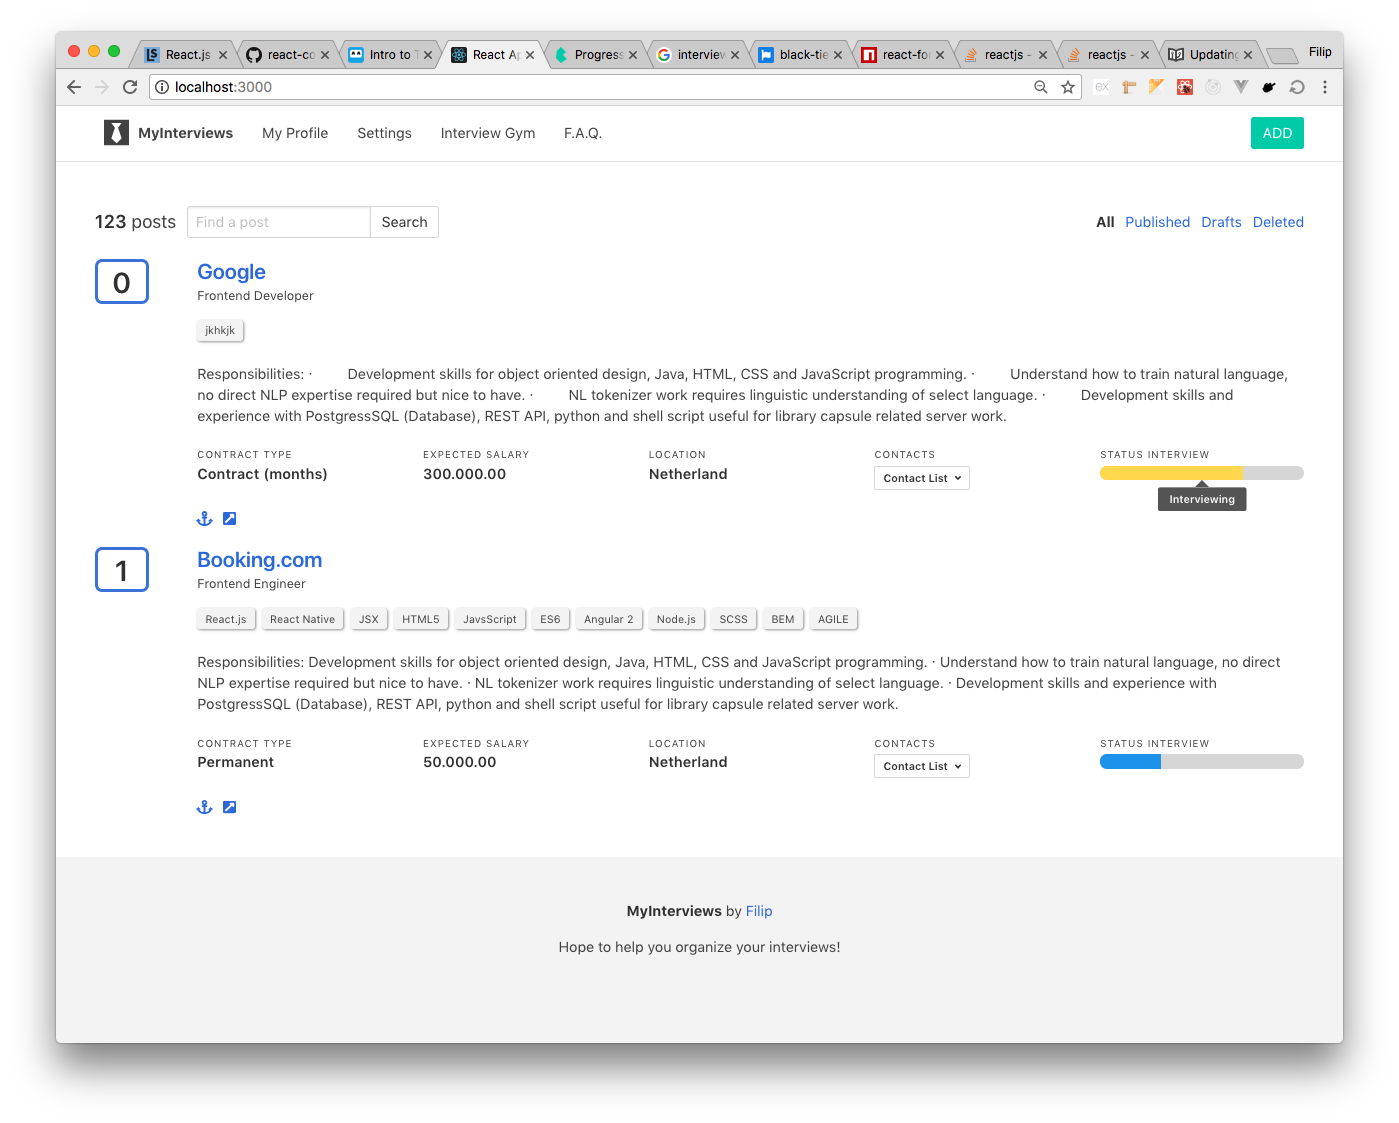 React.js
react-co
Intro to T
React Ap
Progress
interview
black-tie
react-for
reactjs -
reactjs -
Updating
Filip
localhost:3000
MyInterviews My Profile Settings Interview Gym F.A.Q. ADD
123 posts Find a post Search All Published Drafts Deleted
0 Google
Frontend Developer
jkhkjk
Responsibilities: · Development skills for object oriented design, Java, HTML, CSS and JavaScript programming. · Understand how to train natural language,
no direct NLP expertise required but nice to have. · NL tokenizer work requires linguistic understanding of select language. · Development skills and
experience with PostgressSQL (Database), REST API, python and shell script useful for library capsule related server work.
CONTRACT TYPE EXPECTED SALARY LOCATION CONTACTS STATUS INTERVIEW
Contract (months) 300.000.00 Netherland Contact List
Interviewing
1 Booking.com
Frontend Engineer
React.js React Native JSX HTML5 JavsScript ES6 Angular 2 Node.js SCSS BEM AGILE
Responsibilities: Development skills for object oriented design, Java, HTML, CSS and JavaScript programming. · Understand how to train natural language, no direct
NLP expertise required but nice to have. · NL tokenizer work requires linguistic understanding of select language. · Development skills and experience with
PostgressSQL (Database), REST API, python and shell script useful for library capsule related server work.
CONTRACT TYPE EXPECTED SALARY LOCATION CONTACTS STATUS INTERVIEW
Permanent 50.000.00 Netherland Contact List
MyInterviews by Filip
Hope to help you organize your interviews!